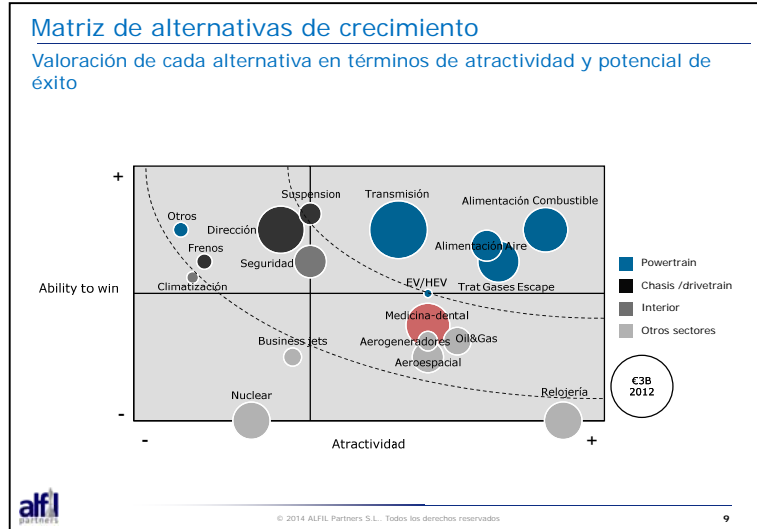 Matriz de alternativas de crecimiento
Valoración de cada alternativa en términos de atractividad y potencial de
éxito
+
Suspension
Transmisión
Alimentación Combustible
Otros
Dirección
Alimentación Aire
Frenos
Seguridad
Climatización
EV/HEV
Trat Gases Escape
Ability to win
Powertrain
Chasis /drivetrain
Interior
Otros sectores
Medicina-dental
Business jets
Aerogeneradores
Oil&Gas
Aeroespacial
Nuclear
Relojería
€3B
2012
-
-
Atractividad
+
alfil
partners
© 2014 ALFIL Partners S.L.. Todos los derechos reservados
9